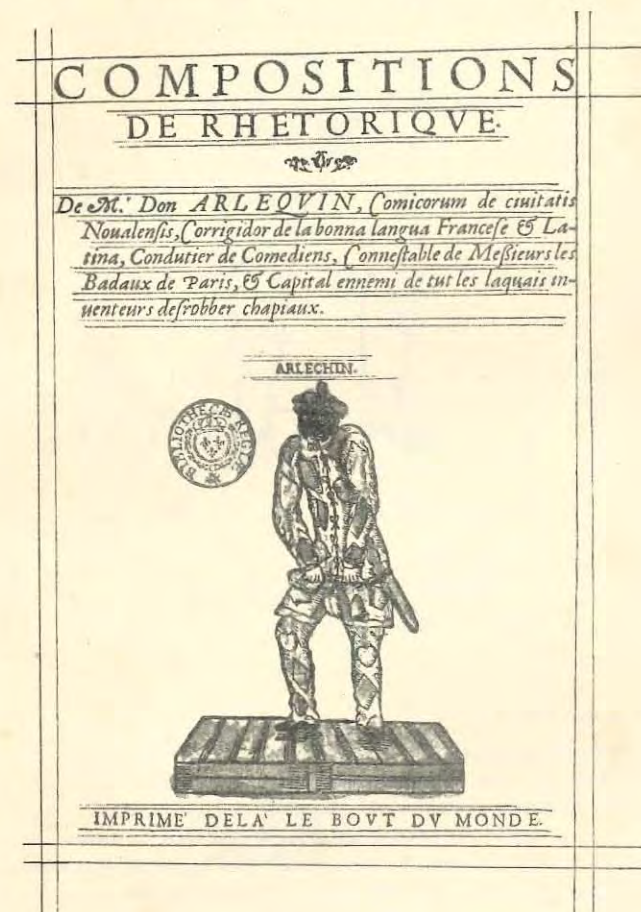 COMPOSITIONS
DE RHETORIQVE.
De M.' Don ARLEQVIN, Comicorum de ciuitatis
Noualensis, Corrigidor de la bonna langua Francese & La-
tina, Condutier de Comediens, Connestable de Messieurs les
Badaux de Paris, & Capital ennemi de tut les laquais in-
uenteurs desrobber chapiaux.
ARLECHIN.
BIBLIOTHECÆ REGIÆ
IMPRIME' DELA' LE BOVT DV MONDE.